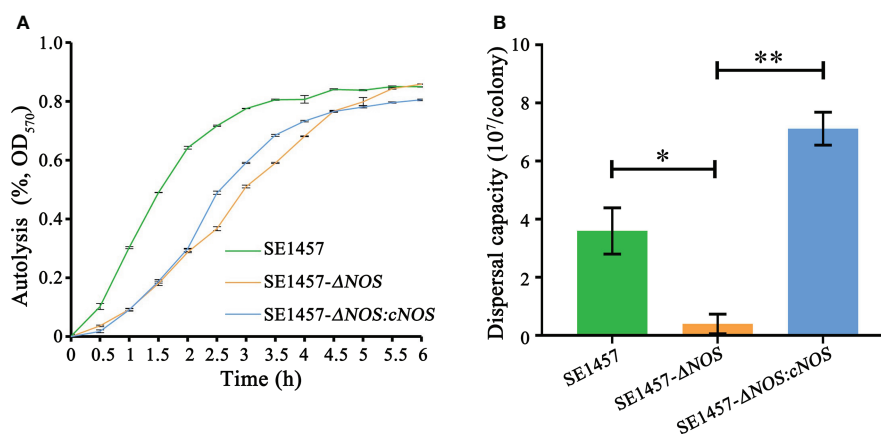 A
Autolysis (%, OD570)
1.0
0.8
0.6
0.4
0.2
0
SE1457
SE1457-ΔNOS
SE1457-ΔNOS:cNOS
0 0.5 1 1.5 2 2.5 3 3.5 4 4.5 5 5.5 6
Time (h)
B
Dispersal capacity (10⁷/colony)
10
8
6
4
2
0
**
*
SE1457
SE1457-ΔNOS
SE1457-ΔNOS:cNOS